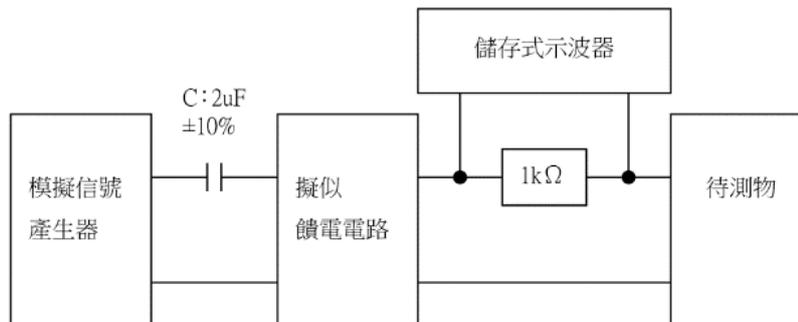 儲存式示波器
C：2uF
±10%
模擬信號
產生器
擬似
饋電電路
1kΩ
待測物